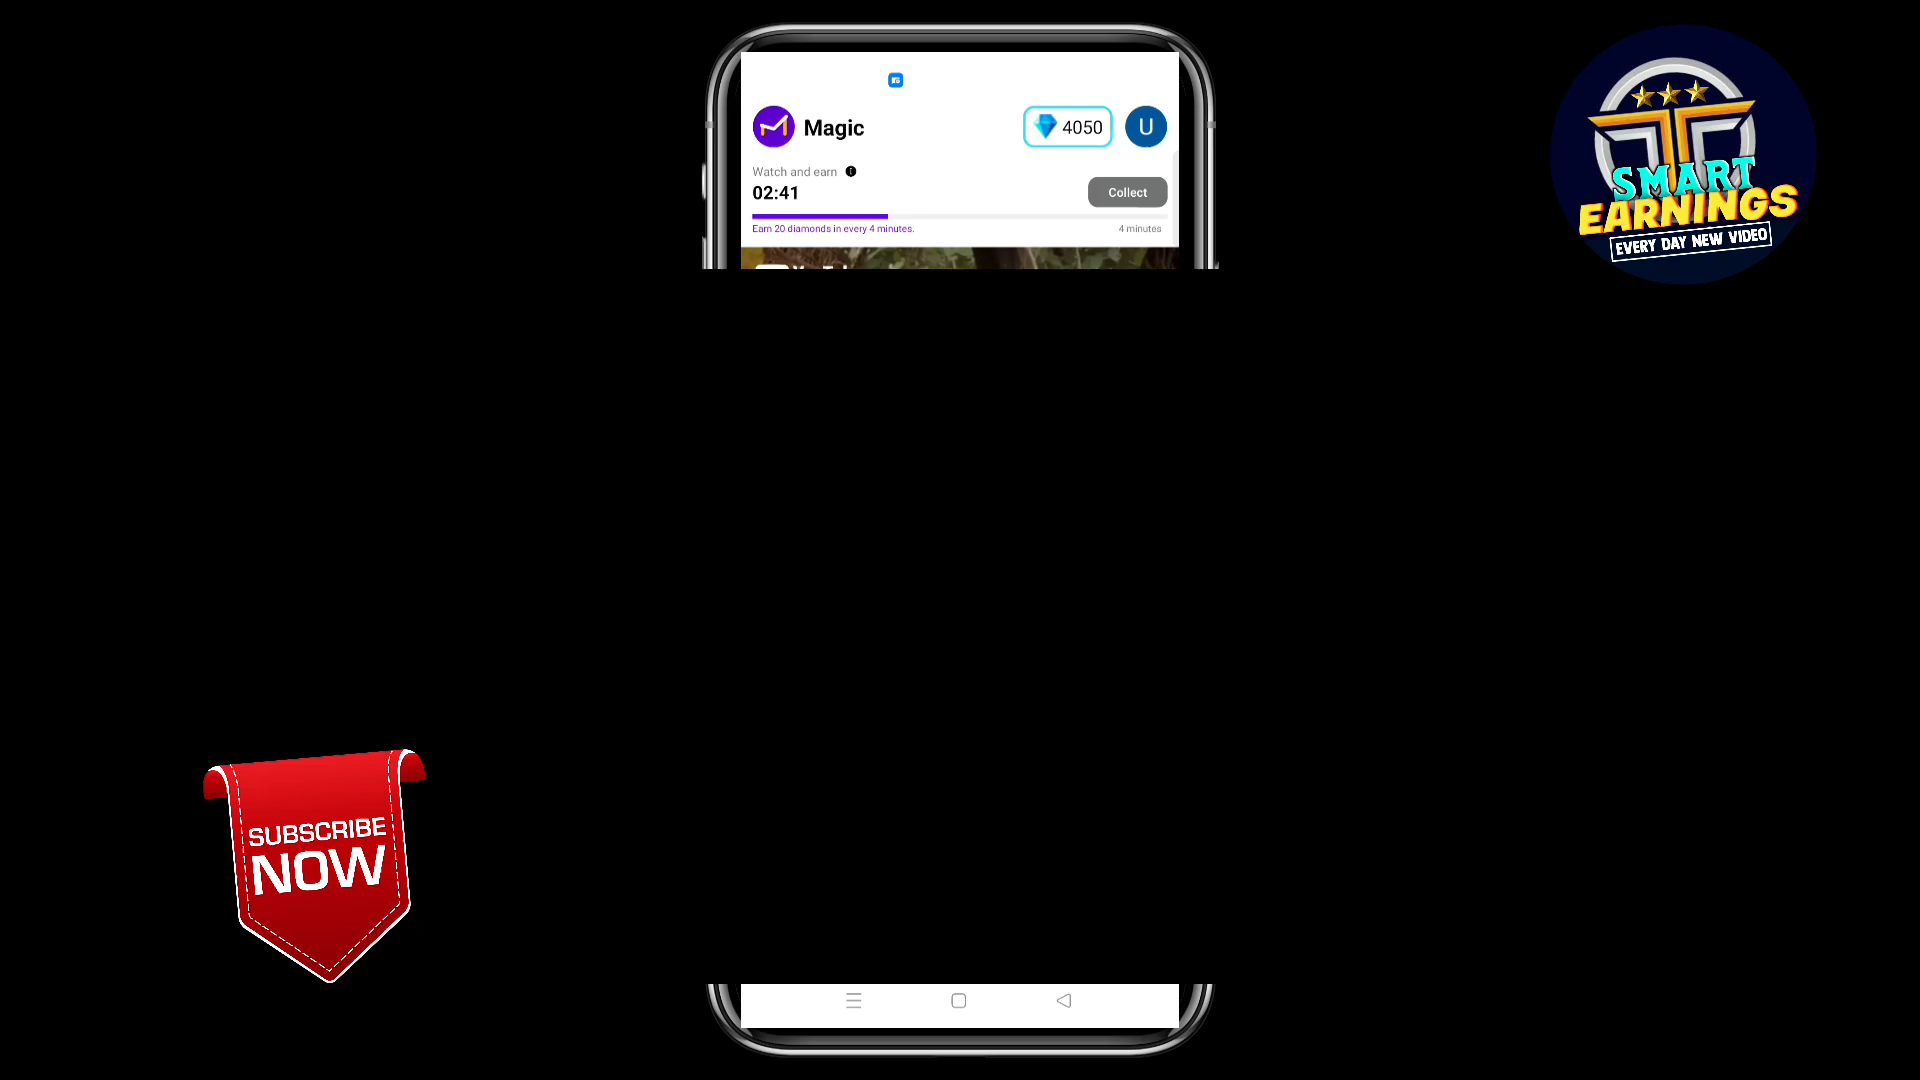 Magic
4050
U
Watch and earn
02:41
Collect
Earn 20 diamonds in every 4 minutes.
4 minutes
SMART
EARNINGS
EVERY DAY NEW VIDEO
SUBSCRIBE
NOW